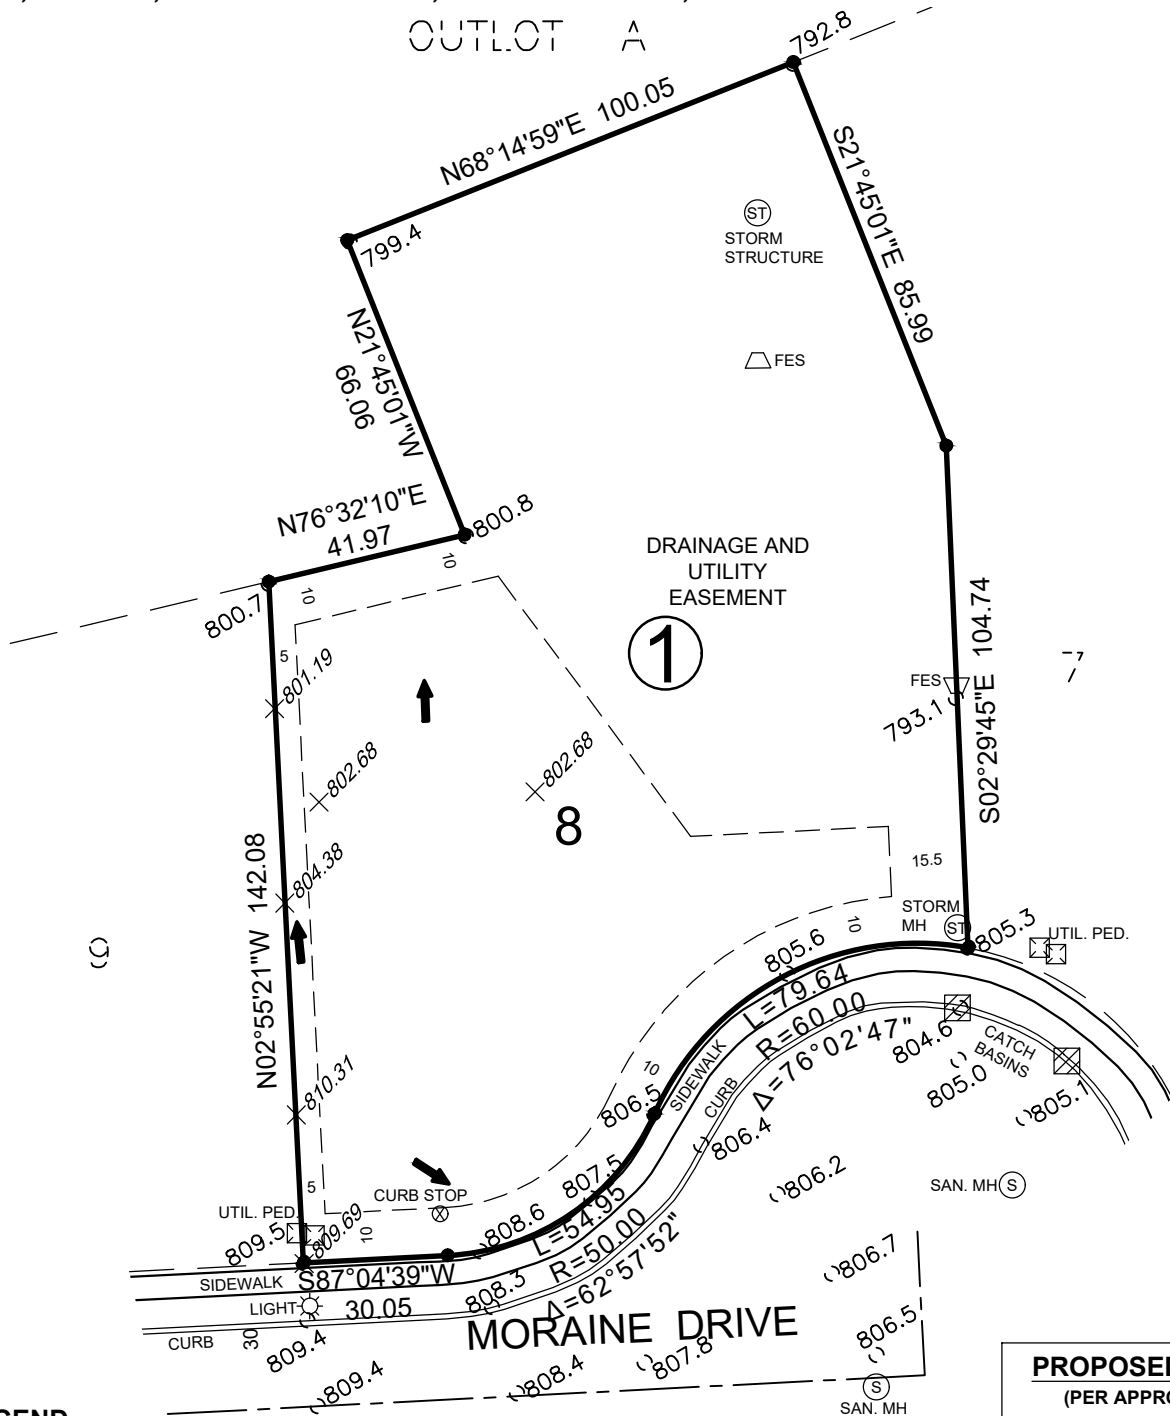 OUTLOT A
792.8
N68°14'59"E 100.05
S21°45'01"E 85.99
799.4
ST
STORM
STRUCTURE
N21°45'01"W
66.06
FES
N76°32'10"E
41.97
800.8
10
DRAINAGE AND
UTILITY
EASEMENT
800.7
10
5
1
801.19
7
FES
793.1
S02°29'45"E 104.74
802.68
802.68
8
804.38
15.5
N02°55'21"W 142.08
9
STORM
MH
ST
805.3
UTIL. PED.
10
805.6
L=79.64
R=60.00
Δ=76°02'47"
804.6
CATCH
BASINS
805.0
805.1
10
SIDEWALK
CURB
806.5
806.4
810.31
807.5
806.2
SAN. MH
S
5
CURB STOP
UTIL. PED.
809.5
809.69
10
808.6
L=54.95
R=50.00
Δ=62°57'52"
SIDEWALK
S87°04'39"W
30.05
808.3
806.7
LIGHT
CURB
30
809.4
MORAINE DRIVE
806.5
809.4
808.4
807.8
S
SAN. MH
PROPOSE
(PER APPRO